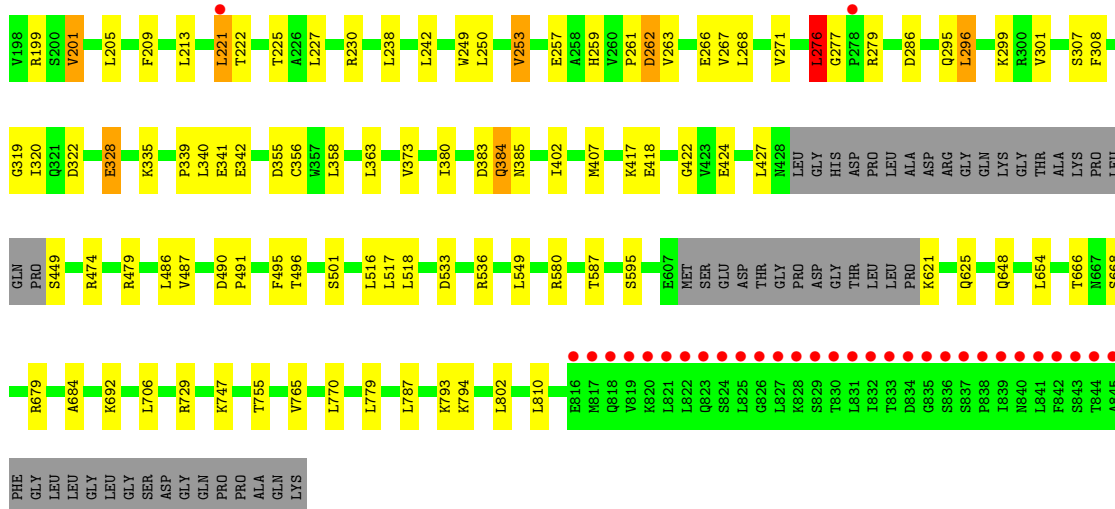 V198 R199 S200 V201 L205 F209 L213 L221 T222 T225 A226 L227 R230 L238 L242 W249 L250 V253 E257 A258 H259 V260 P261 D262 V263 E266 V267 L268 V271 L276 G277 P278 R279 D286 Q295 L296 K299 R300 V301 S307 F308
G319 I320 Q321 D322 E328 K335 P339 L340 E341 E342 D355 C356 W357 L358 L363 V373 I380 D383 Q384 N385 I402 M407 K417 E418 G422 V423 E424 L427 N428 LEU GLY HIS ASP PRO LEU ALA ASP ARG GLY GLN LYS GLY THR ALA LYS PRO LEU
GLN PRO S449 R474 R479 L486 V487 D490 P491 F495 T496 S501 L516 L517 L518 D533 R536 L549 R580 T587 S595 E607 MET SER GLU ASP THR GLY PRO ASP GLY THR LEU LEU PRO K621 Q625 Q648 L654 T666 N667 S668
R679 A684 K692 L706 R729 K747 T755 V765 L770 L779 L787 K793 K794 L802 L810 E816 M817 Q818 V819 K820 L821 L822 Q823 S824 L825 G826 L827 K828 S829 T830 L831 I832 T833 D834 G835 S836 S837 P838 I839 N840 L841 F842 S843 T844 A845
PHE GLY LEU LEU GLY LEU GLY SER ASP GLY GLN PRO PRO ALA GLN LYS